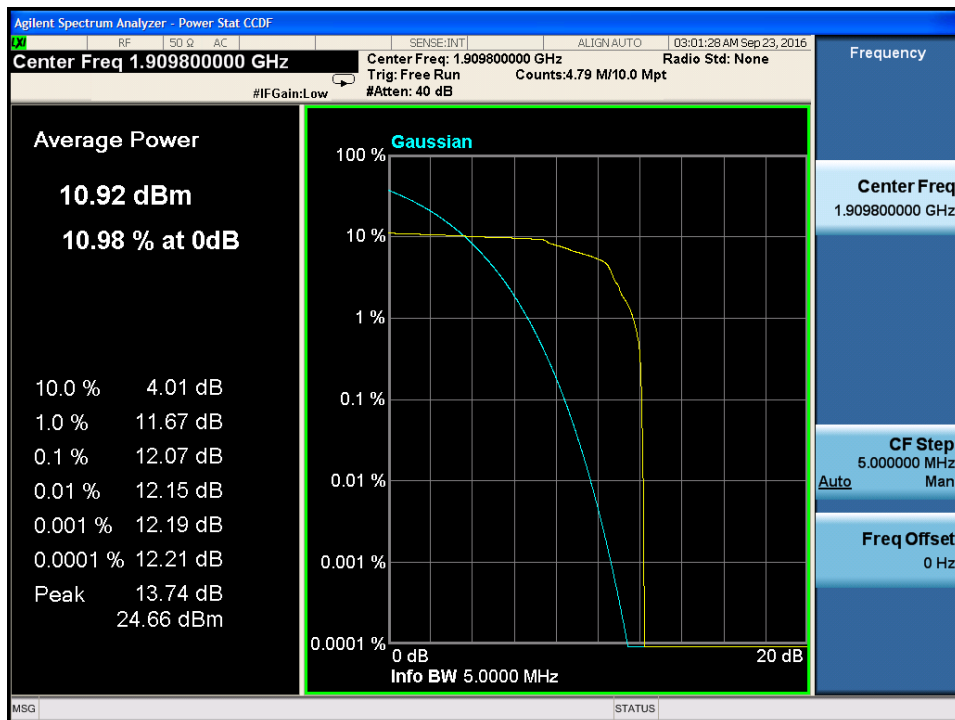 Agilent Spectrum Analyzer - Power Stat CCDF
LXI RF 50 Ω AC SENSE:INT ALIGN AUTO 03:01:28 AM Sep 23, 2016
Center Freq 1.909800000 GHz
#IFGain:Low
Center Freq: 1.909800000 GHz Radio Std: None
Trig: Free Run Counts:4.79 M/10.0 Mpt
#Atten: 40 dB
Average Power
10.92 dBm
10.98 % at 0dB
10.0 % 4.01 dB
1.0 % 11.67 dB
0.1 % 12.07 dB
0.01 % 12.15 dB
0.001 % 12.19 dB
0.0001 % 12.21 dB
Peak 13.74 dB
24.66 dBm
Gaussian
100 %
10 %
1 %
0.1 %
0.01 %
0.001 %
0.0001 %
0 dB 20 dB
Info BW 5.0000 MHz
Frequency
Center Freq
1.909800000 GHz
CF Step
5.000000 MHz
Auto Man
Freq Offset
0 Hz
MSG STATUS